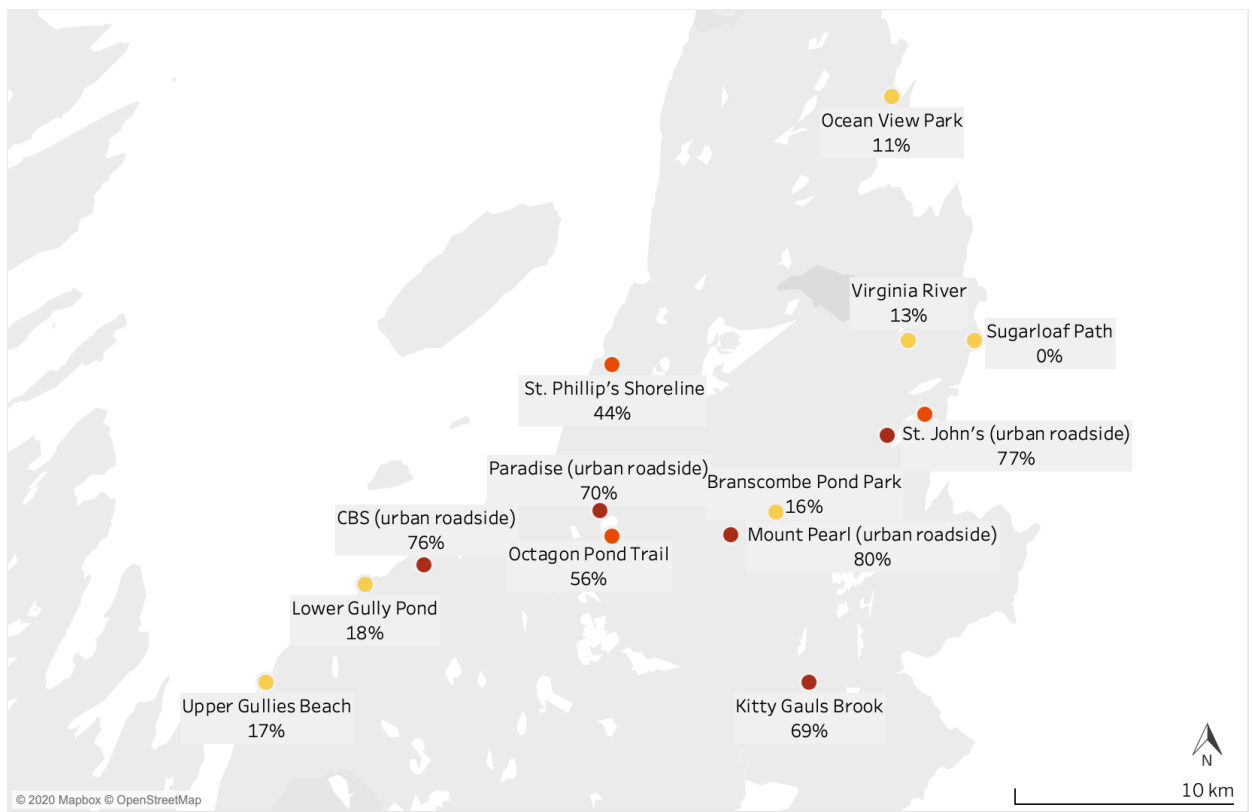 Ocean View Park
11%
Virginia River
13%
Sugarloaf Path
0%
St. Phillip's Shoreline
44%
St. John's (urban roadside)
77%
Paradise (urban roadside)
70%
Branscombe Pond Park
16%
CBS (urban roadside)
76%
Mount Pearl (urban roadside)
80%
Octagon Pond Trail
56%
Lower Gully Pond
18%
Upper Gullies Beach
17%
Kitty Gauls Brook
69%
N
10 km
© 2020 Mapbox © OpenStreetMap